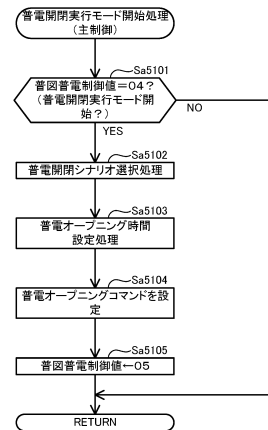 普電開閉実行モード開始処理
（主制御）
Sa5101
普図普電制御値＝04？
（普電開閉実行モード開
始？）
NO
YES
Sa5102
普電開閉シナリオ選択処理
Sa5103
普電オープニング時間
設定処理
Sa5104
普電オープニングコマンドを設
定
Sa5105
普図普電制御値←05
RETURN